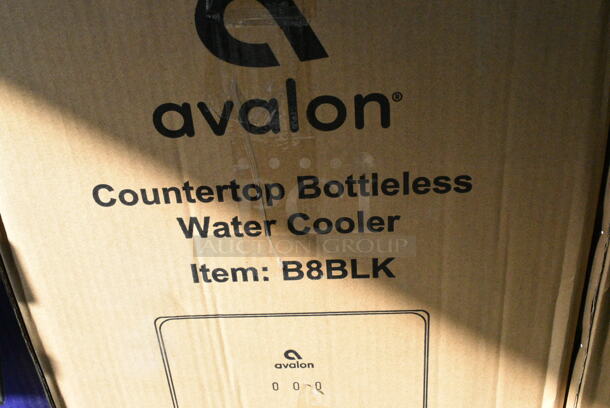 avalon®
Countertop Bottleless
Water Cooler
AUCTION GROUP
Item: B8BLK
avalon